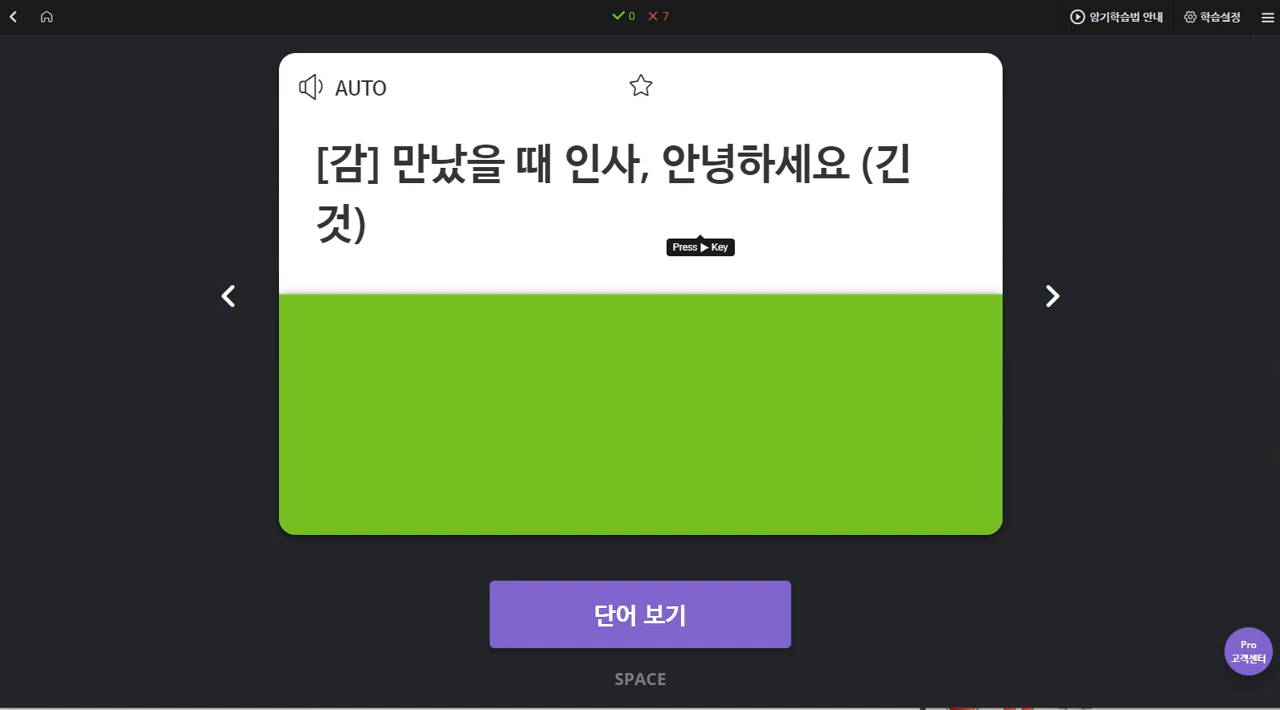 0 7
암기학습법 안내
학습설정
AUTO
[감] 만났을 때 인사, 안녕하세요 (긴
것)
Press ▶ Key
단어 보기
SPACE
Pro
고객센터